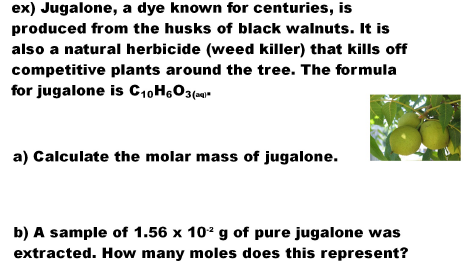 ex) Jugalone, a dye known for centuries, is
produced from the husks of black walnuts. It is
also a natural herbicide (weed killer) that kills off
competitive plants around the tree. The formula
for jugalone is C₁₀H₆O₃(aq).
a) Calculate the molar mass of jugalone.
b) A sample of 1.56 x 10⁻² g of pure jugalone was
extracted. How many moles does this represent?